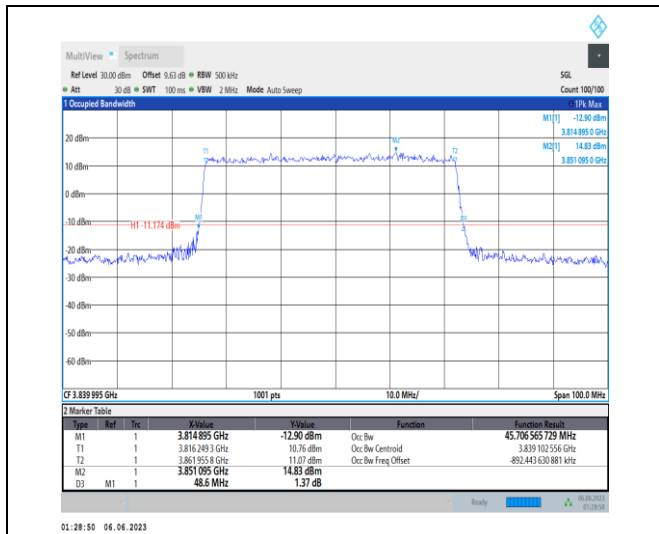 MultiView Spectrum
Ref Level 30.00 dBm Offset 9.63 dB RBW 500 kHz SGL
Att 30 dB SWT 100 ms VBW 2 MHz Mode Auto Sweep Count 100/100
1 Occupied Bandwidth 1Pk Max
M1[1] -12.90 dBm
3.814 895 0 GHz
M2[1] 14.83 dBm
3.851 095 0 GHz
20 dBm
M2
T1
T2
10 dBm
0 dBm
-10 dBm
M1
D3
H1 -11.174 dBm
-20 dBm
-30 dBm
-40 dBm
-50 dBm
-60 dBm
CF 3.839 995 GHz 1001 pts 10.0 MHz/ Span 100.0 MHz
2 Marker Table
Type Ref Trc X-Value Y-Value Function Function Result
M1 1 3.814 895 GHz -12.90 dBm Occ Bw 45.706 565 729 MHz
T1 1 3.816 249 3 GHz 10.76 dBm Occ Bw Centroid 3.839 102 556 GHz
T2 1 3.861 955 8 GHz 11.07 dBm Occ Bw Freq Offset -892.443 630 881 kHz
M2 1 3.851 095 GHz 14.83 dBm
D3 M1 1 48.6 MHz 1.37 dB
Ready 06.06.2023
01:28:50
01:28:50 06.06.2023